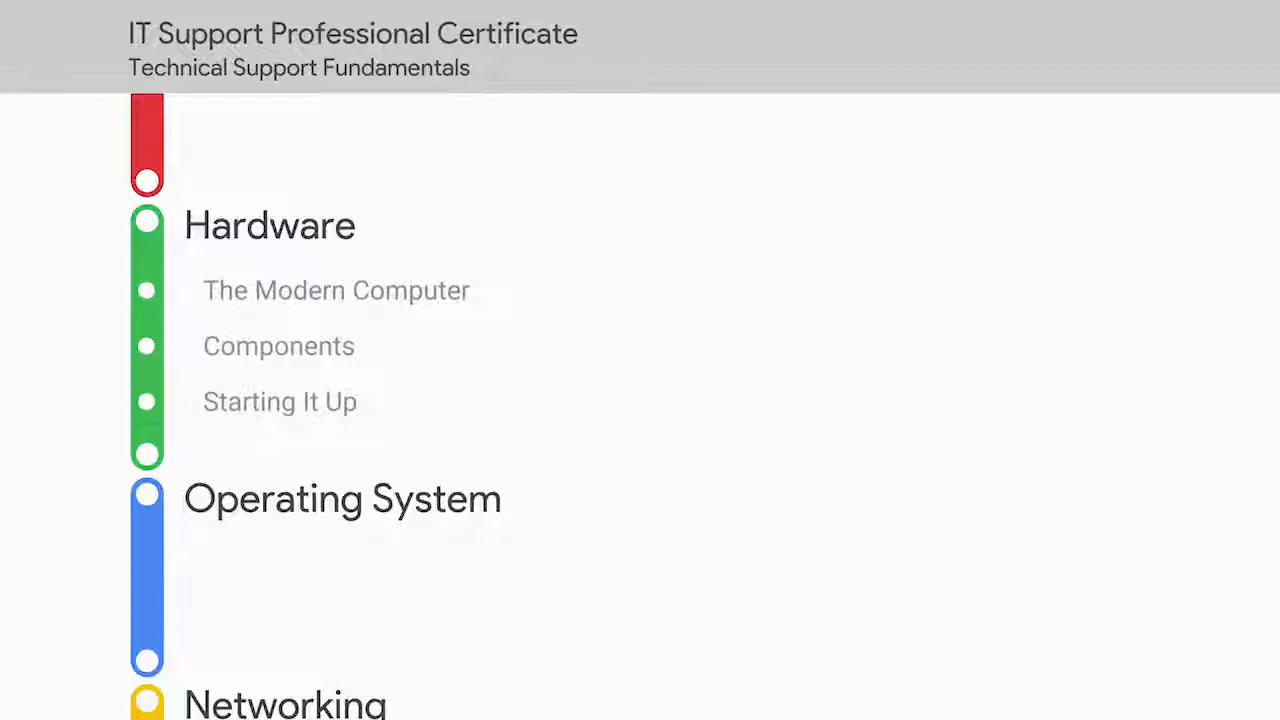 IT Support Professional Certificate
Technical Support Fundamentals
Hardware
The Modern Computer
Components
Starting It Up
Operating System
Networking